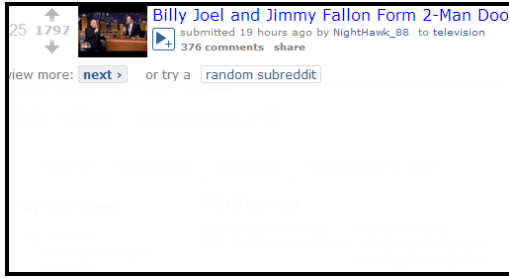 Billy Joel and Jimmy Fallon Form 2-Man Doo
25 1797
submitted 19 hours ago by NightHawk_88 to television
376 comments share
view more: next › or try a random subreddit